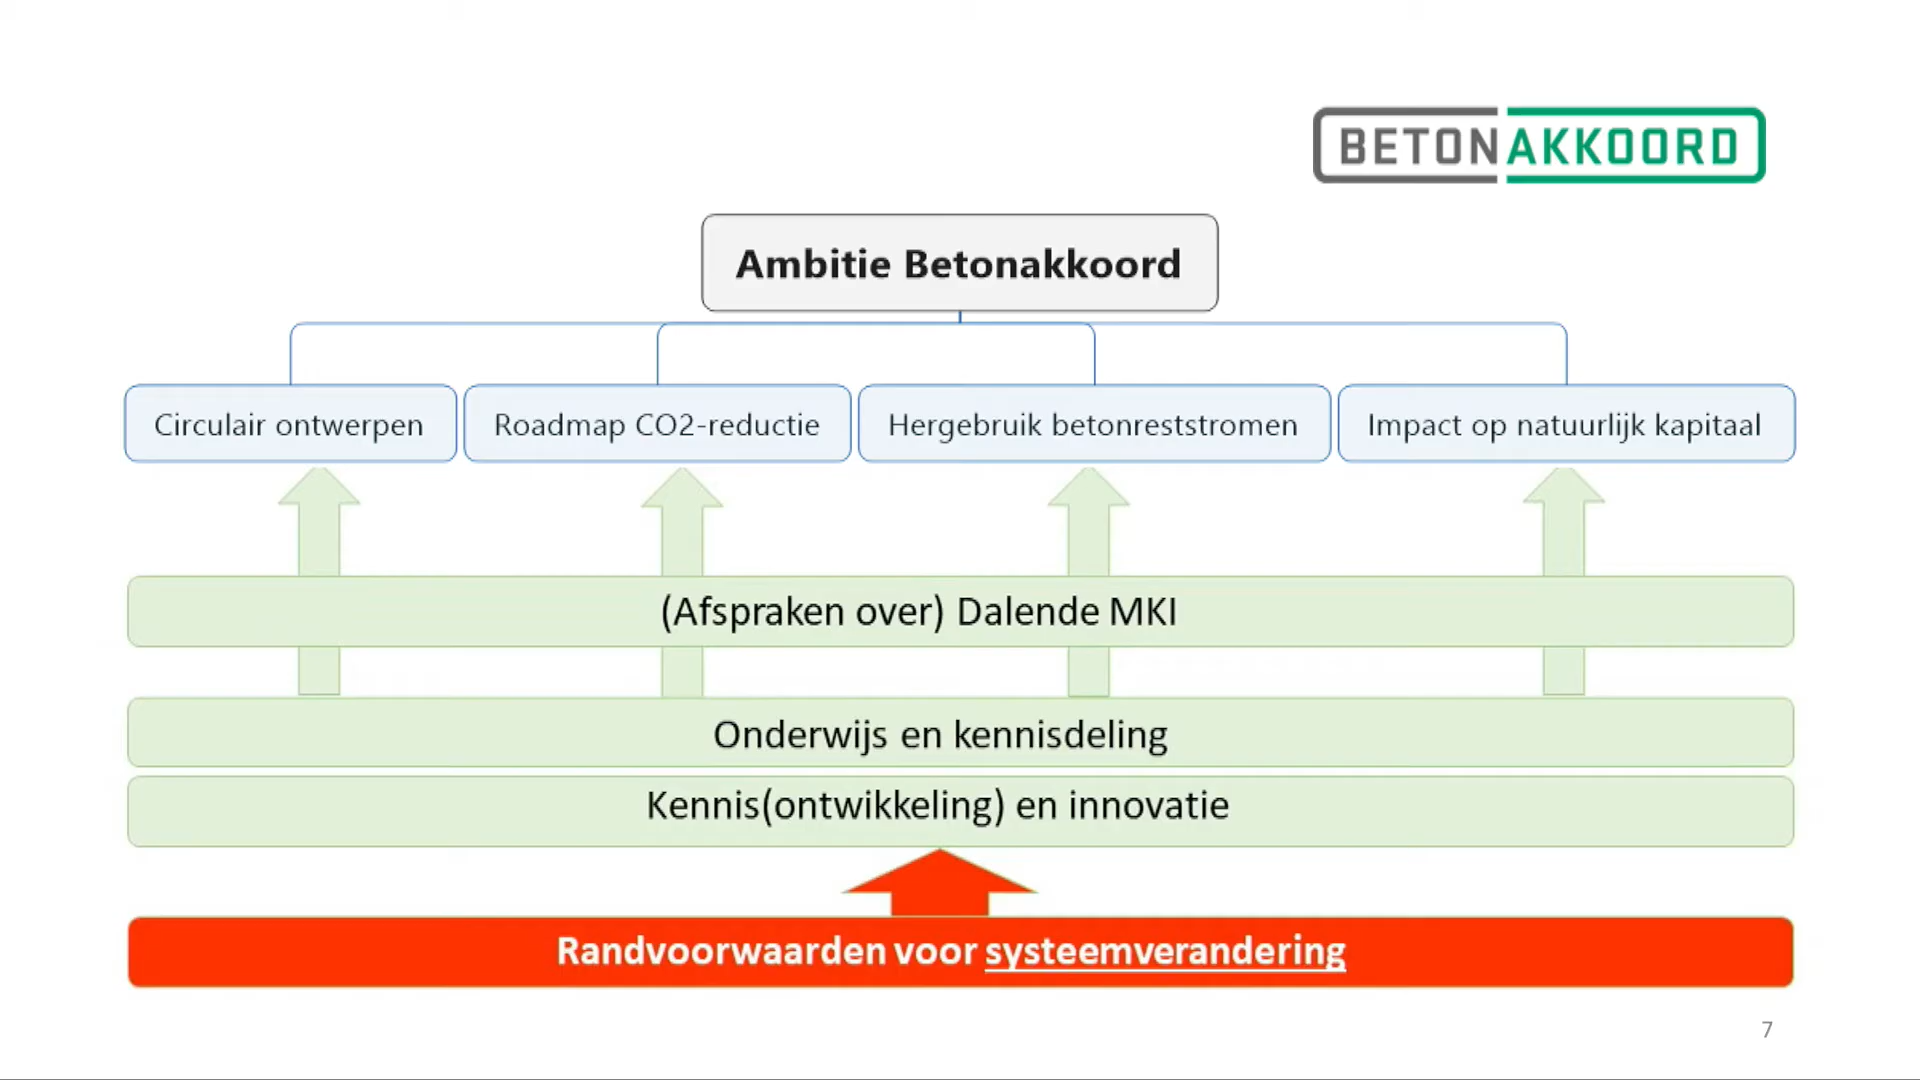 BETONAKKOORD
Ambitie Betonakkoord
Circulair ontwerpen
Roadmap CO2-reductie
Hergebruik betonreststromen
Impact op natuurlijk kapitaal
(Afspraken over) Dalende MKI
Onderwijs en kennisdeling
Kennis(ontwikkeling) en innovatie
Randvoorwaarden voor systeemverandering
7